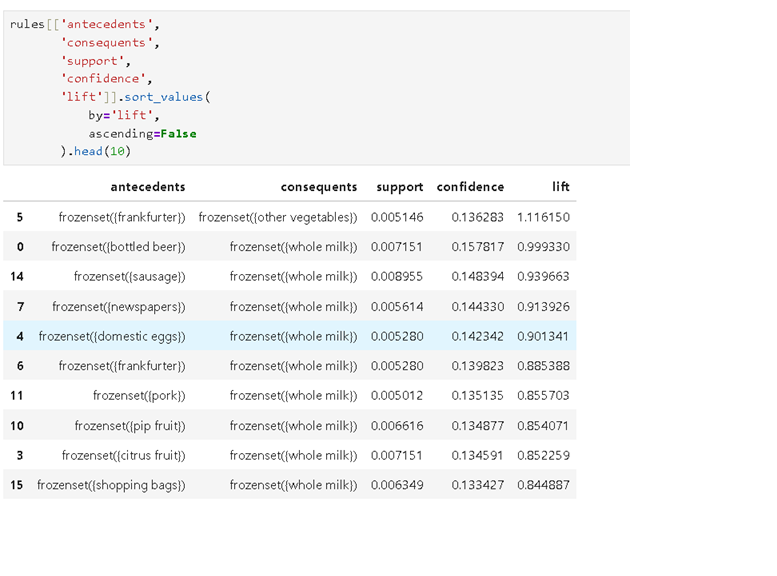 rules[['antecedents',
'consequents',
'support',
'confidence',
'lift']].sort_values(
by='lift',
ascending=False
).head(10)
antecedents consequents support confidence lift
5 frozenset({frankfurter}) frozenset({other vegetables}) 0.005146 0.136283 1.116150
0 frozenset({bottled beer}) frozenset({whole milk}) 0.007151 0.157817 0.999330
14 frozenset({sausage}) frozenset({whole milk}) 0.008955 0.148394 0.939663
7 frozenset({newspapers}) frozenset({whole milk}) 0.005614 0.144330 0.913926
4 frozenset({domestic eggs}) frozenset({whole milk}) 0.005280 0.142342 0.901341
6 frozenset({frankfurter}) frozenset({whole milk}) 0.005280 0.139823 0.885388
11 frozenset({pork}) frozenset({whole milk}) 0.005012 0.135135 0.855703
10 frozenset({pip fruit}) frozenset({whole milk}) 0.006616 0.134877 0.854071
3 frozenset({citrus fruit}) frozenset({whole milk}) 0.007151 0.134591 0.852259
15 frozenset({shopping bags}) frozenset({whole milk}) 0.006349 0.133427 0.844887